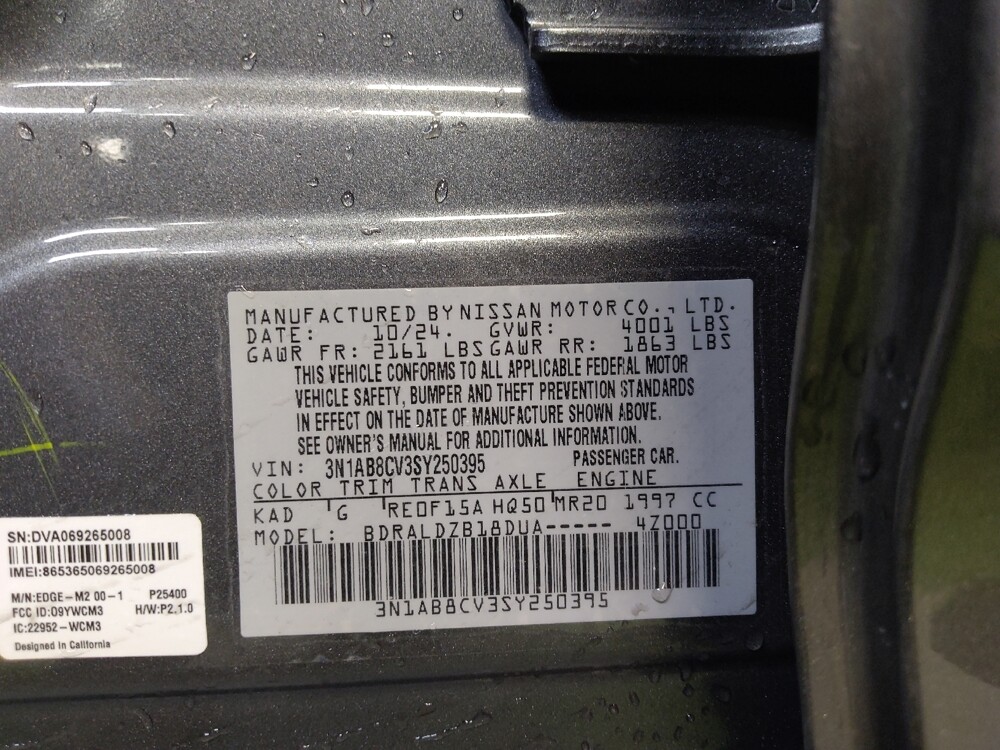 MANUFACTURED BY NISSAN MOTOR CO., LTD.
DATE: 10/24. GVWR: 4001 LBS
GAWR FR: 2161 LBS GAWR RR: 1863 LBS
THIS VEHICLE CONFORMS TO ALL APPLICABLE FEDERAL MOTOR
VEHICLE SAFETY, BUMPER AND THEFT PREVENTION STANDARDS
IN EFFECT ON THE DATE OF MANUFACTURE SHOWN ABOVE.
SEE OWNER'S MANUAL FOR ADDITIONAL INFORMATION.
VIN: 3N1AB8CV3SY250395 PASSENGER CAR.
COLOR TRIM TRANS AXLE ENGINE
KAD G RE0F15A HQ50 MR20 1997 CC
MODEL: BDRALDZB18DUA----- 4Z000
3N1AB8CV3SY250395
SN:DVA069265008
IMEI:865365069265008
M/N:EDGE-M2 00-1 P25400
FCC ID:09YWCM3 H/W:P2.1.0
IC:22952-WCM3
Designed in California